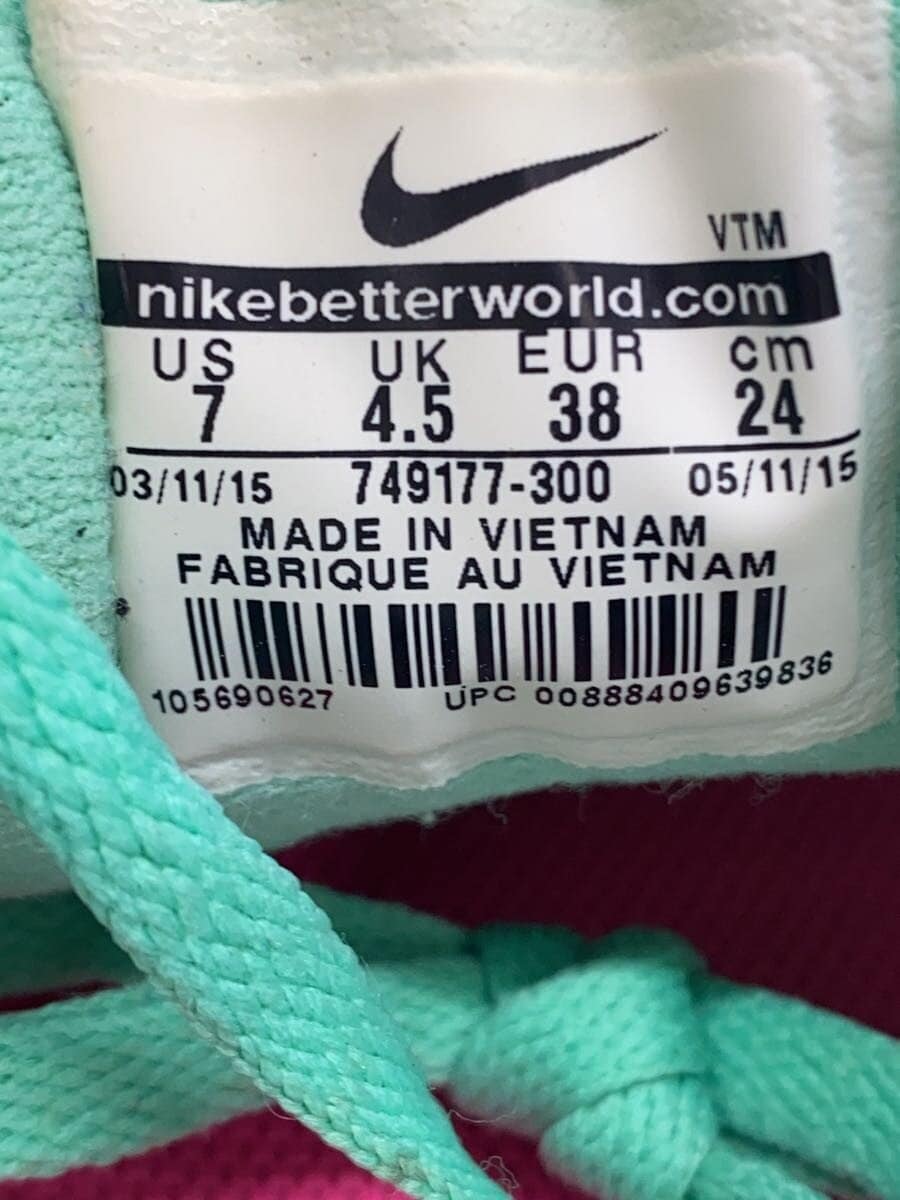 VTM
nikebetterworld.com
US UK EUR cm
7 4.5 38 24
03/11/15 749177-300 05/11/15
MADE IN VIETNAM
FABRIQUE AU VIETNAM
105690627 UPC 00888409639836